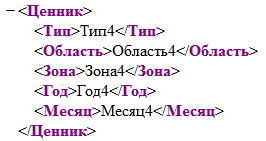 −<Ценник>
<Тип>Тип4</Тип>
<Область>Область4</Область>
<Зона>Зона4</Зона>
<Год>Год4</Год>
<Месяц>Месяц4</Месяц>
</Ценник>